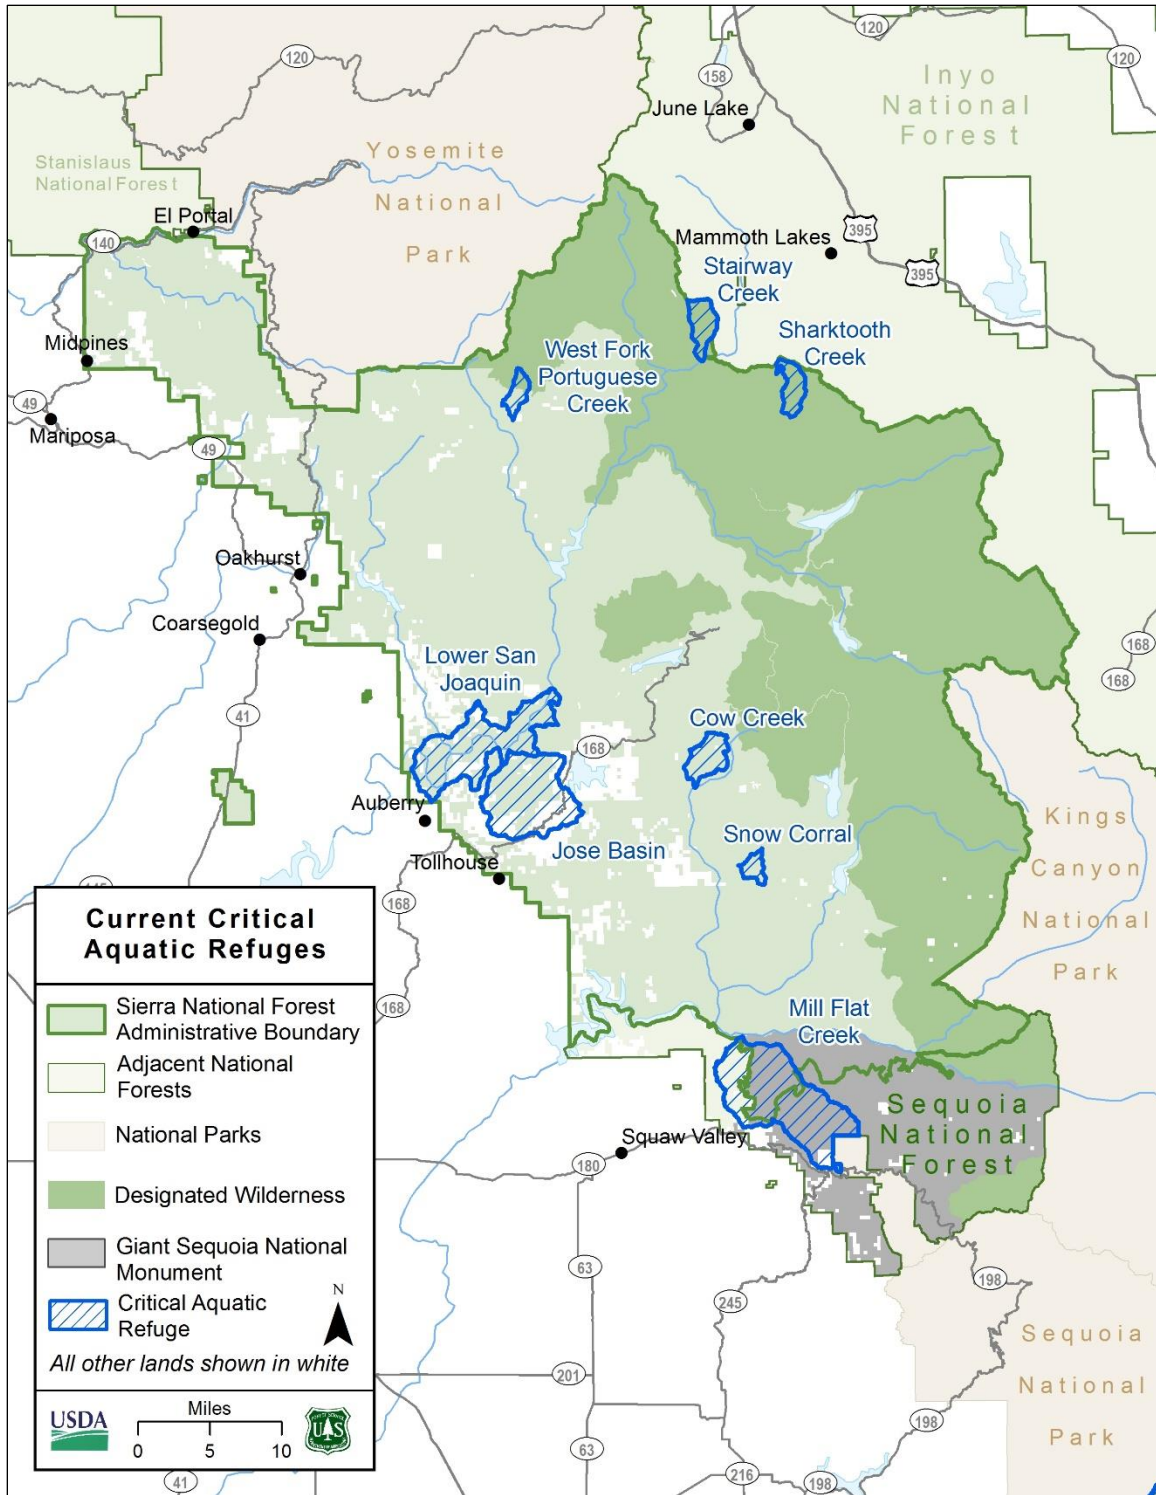 120
120
120
158
Inyo
National
Forest
June Lake
Yosemite
National
Park
Stanislaus
National Forest
El Portal
140
395
395
Mammoth Lakes
Stairway
Creek
Sharktooth
Creek
West Fork
Portuguese
Creek
Midpines
49
Mariposa
49
Oakhurst
Coarsegold
41
Lower San
Joaquin
168
168
Cow Creek
168
Auberry
Jose Basin
Snow Corral
Tollhouse
168
168
Kings
Canyon
National
Park
Mill Flat
Creek
Sequoia
National
Forest
Squaw Valley
180
63
245
198
201
198
63
216
198
41
Sequoia
National
Park
Current Critical
Aquatic Refuges
Sierra National Forest
Administrative Boundary
Adjacent National
Forests
National Parks
Designated Wilderness
Giant Sequoia National
Monument
Critical Aquatic
Refuge
N
All other lands shown in white
USDA
Miles
0 5 10
U S